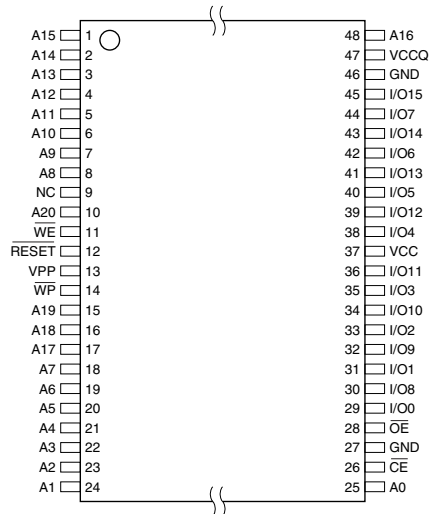 A15 1 48 A16
A14 2 47 VCCQ
A13 3 46 GND
A12 4 45 I/O15
A11 5 44 I/O7
A10 6 43 I/O14
A9 7 42 I/O6
A8 8 41 I/O13
NC 9 40 I/O5
A20 10 39 I/O12
WE 11 38 I/O4
RESET 12 37 VCC
VPP 13 36 I/O11
WP 14 35 I/O3
A19 15 34 I/O10
A18 16 33 I/O2
A17 17 32 I/O9
A7 18 31 I/O1
A6 19 30 I/O8
A5 20 29 I/O0
A4 21 28 OE
A3 22 27 GND
A2 23 26 CE
A1 24 25 A0